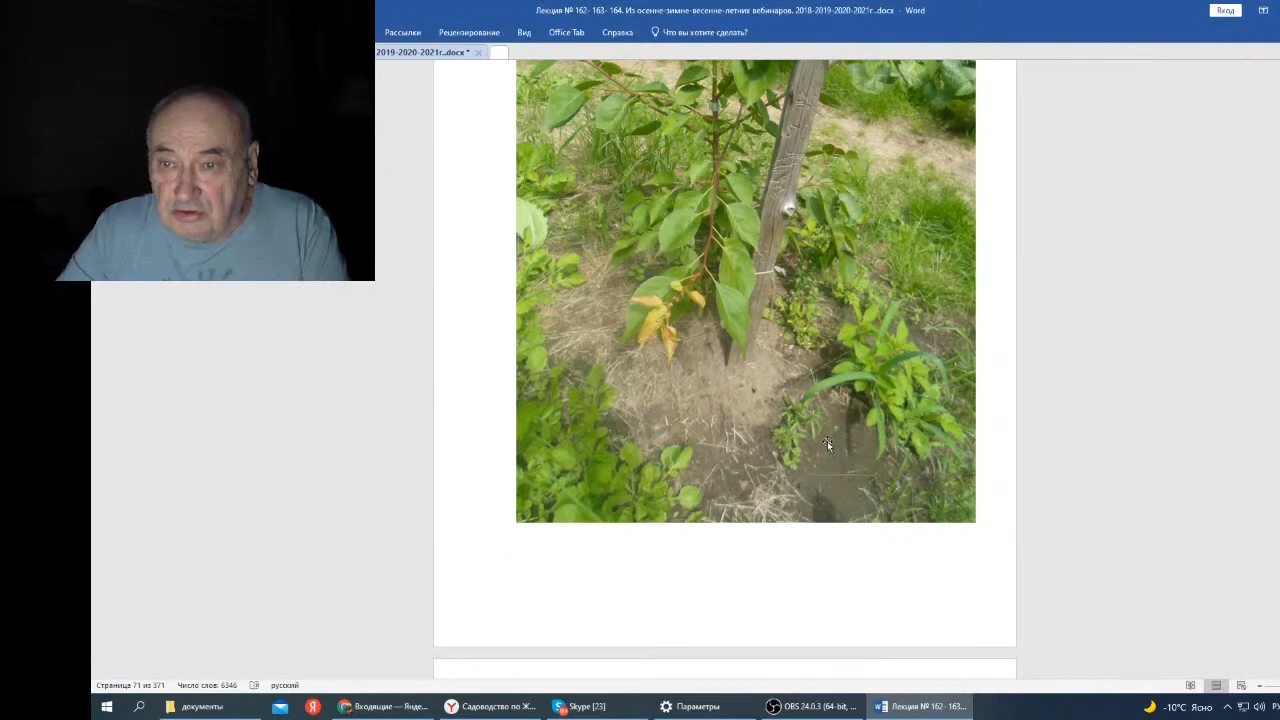 Лекция № 162- 163- 164. Из осенне-зимне-весенне-летних вебинаров. 2018-2019-2020-2021г..docx - Word
Вход
Рассылки Рецензирование Вид Office Tab Справка Что вы хотите сделать?
2019-2020-2021г..docx *
Страница 71 из 371 Число слов: 6346 русский
документы Входящие — Янде... Садоводство по Ж... Skype [23] Параметры OBS 24.0.3 (64-bit, ... Лекция № 162- 163... -10°C Ясно